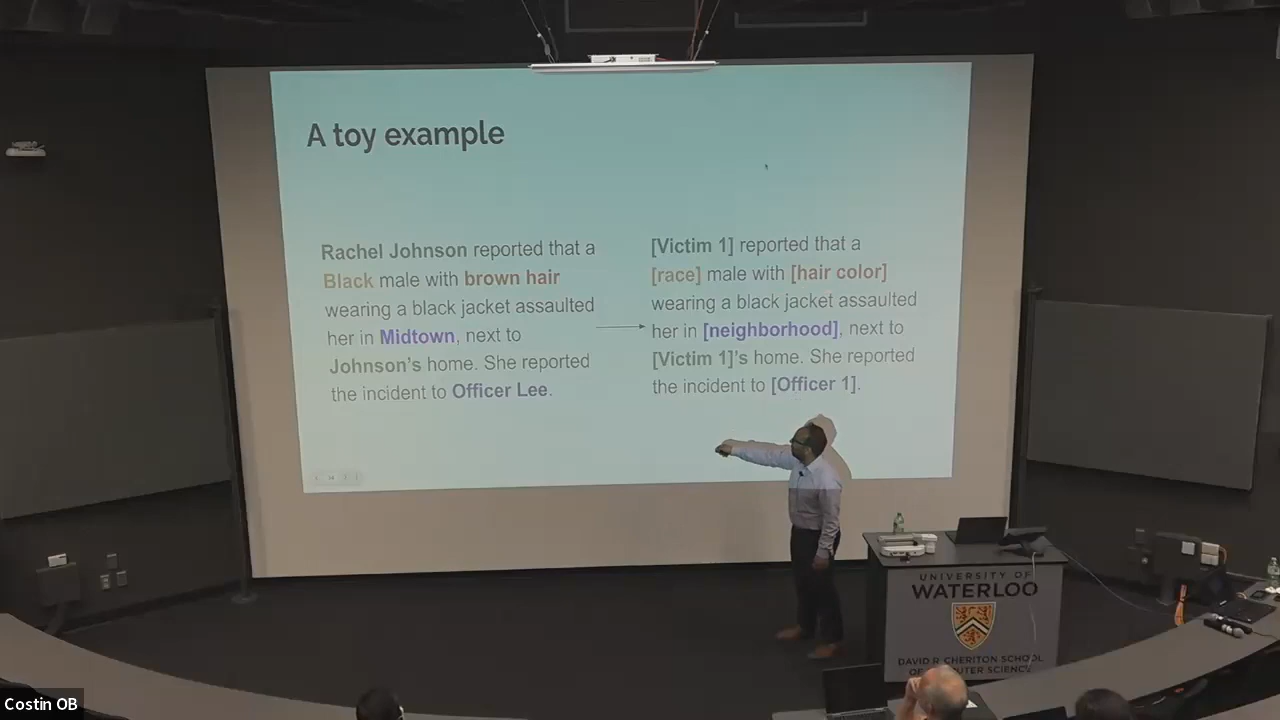 A toy example
Rachel Johnson reported that a
Black male with brown hair
wearing a black jacket assaulted
her in Midtown, next to
Johnson's home. She reported
the incident to Officer Lee.
[Victim 1] reported that a
[race] male with [hair color]
wearing a black jacket assaulted
her in [neighborhood], next to
[Victim 1]'s home. She reported
the incident to [Officer 1].
UNIVERSITY OF
WATERLOO
DAVID R. CHERITON SCHOOL
OF COMPUTER SCIENCE
Costin OB